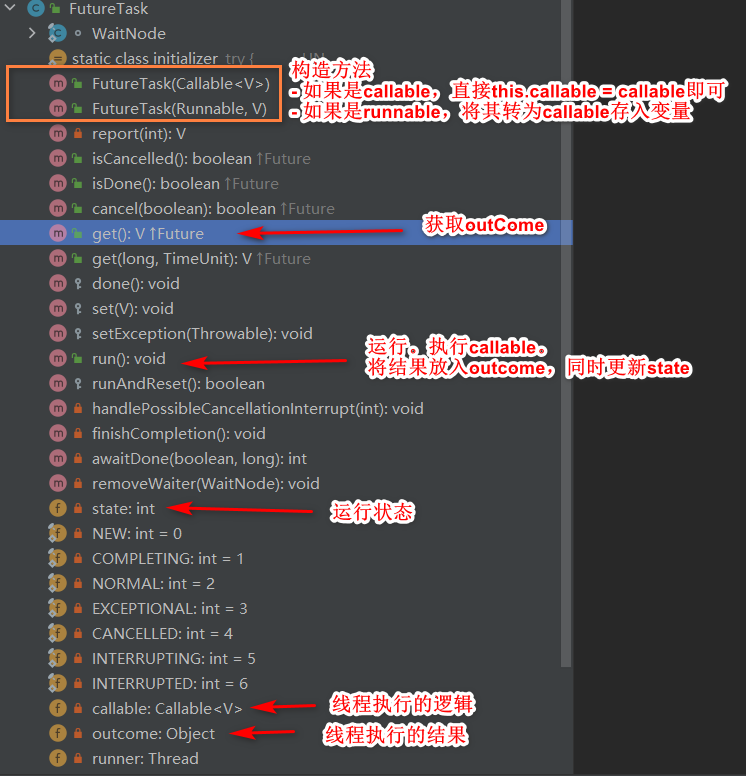 FutureTask
WaitNode
static class initializer try {
构造方法
FutureTask(Callable<V>)
- 如果是callable，直接this.callable = callable即可
FutureTask(Runnable, V)
- 如果是runnable，将其转为callable存入变量
report(int): V
isCancelled(): boolean ↑Future
isDone(): boolean ↑Future
cancel(boolean): boolean ↑Future
get(): V ↑Future
获取outCome
get(long, TimeUnit): V ↑Future
done(): void
set(V): void
setException(Throwable): void
run(): void
运行。执行callable。
将结果放入outcome，同时更新state
runAndReset(): boolean
handlePossibleCancellationInterrupt(int): void
finishCompletion(): void
awaitDone(boolean, long): int
removeWaiter(WaitNode): void
state: int
运行状态
NEW: int = 0
COMPLETING: int = 1
NORMAL: int = 2
EXCEPTIONAL: int = 3
CANCELLED: int = 4
INTERRUPTING: int = 5
INTERRUPTED: int = 6
callable: Callable<V>
线程执行的逻辑
outcome: Object
线程执行的结果
runner: Thread